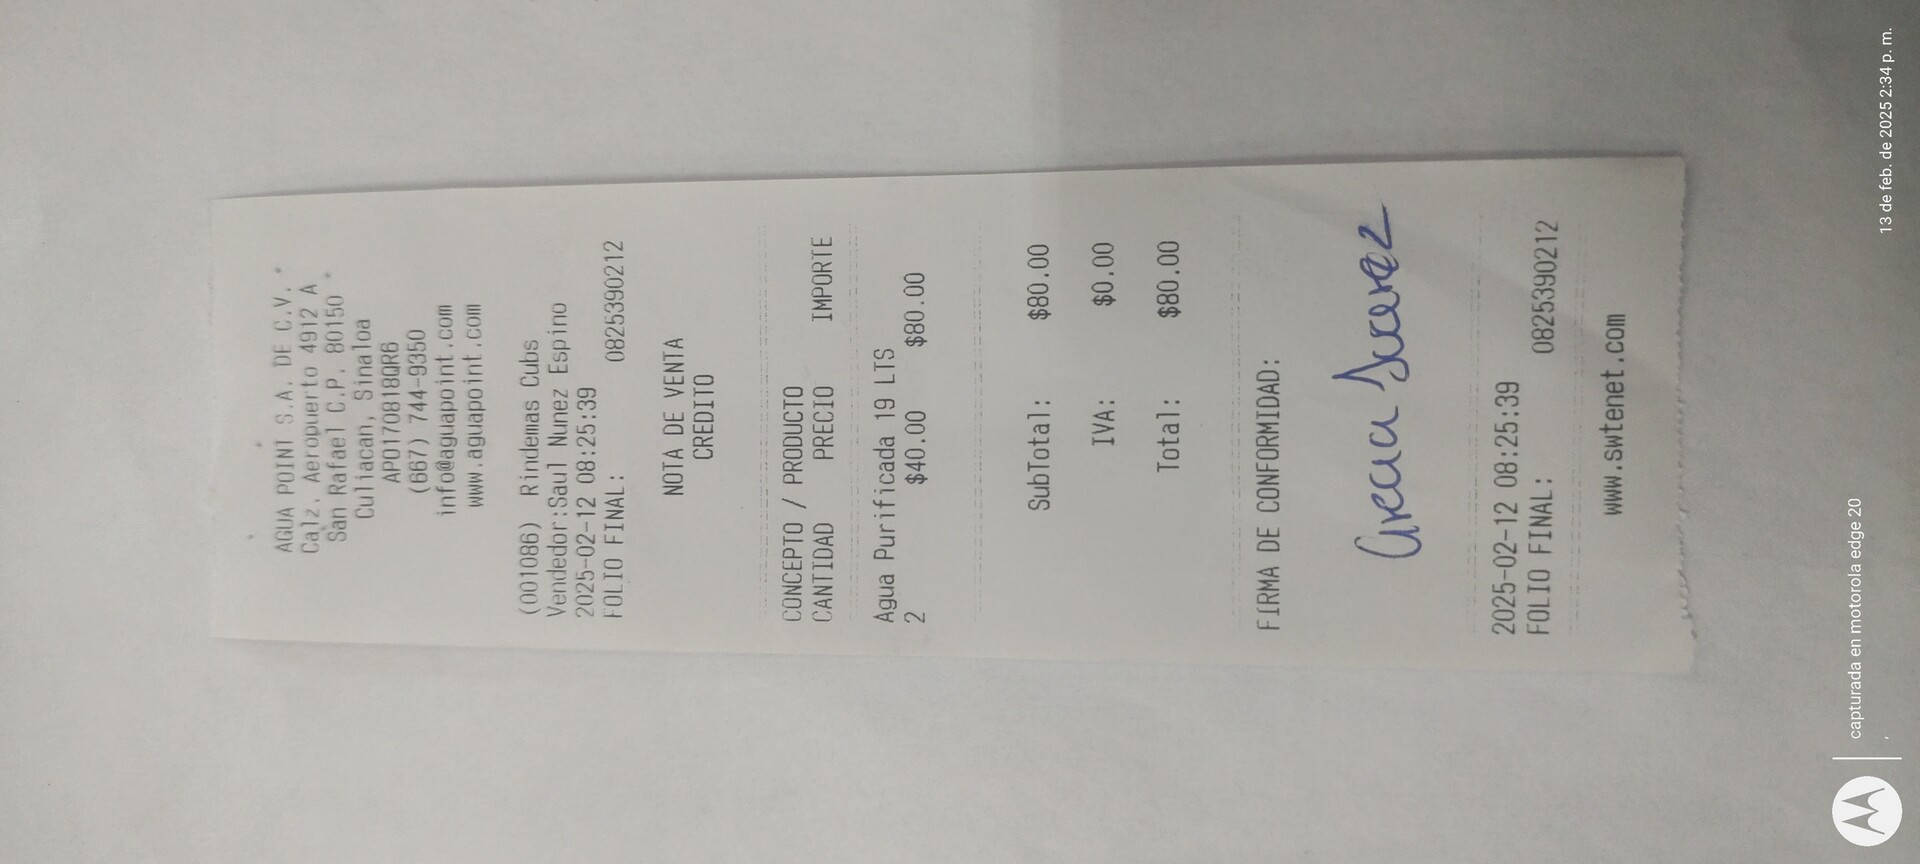 AGUA POINT S.A. DE C.V.
Calz. Aeropuerto 4912 A
San Rafael C.P. 80150
Culiacan, Sinaloa
APO170818QR6
(667) 744-9350
info@aguapoint.com
www.aguapoint.com
(001086) Rindemas Cubs
Vendedor:Saul Nunez Espino
2025-02-12 08:25:39
FOLIO FINAL: 0825390212
NOTA DE VENTA
CREDITO
CONCEPTO / PRODUCTO
CANTIDAD PRECIO IMPORTE
Agua Purificada 19 LTS
2 $40.00 $80.00
SubTotal: $80.00
IVA: $0.00
Total: $80.00
FIRMA DE CONFORMIDAD:
2025-02-12 08:25:39
FOLIO FINAL: 0825390212
www.swtenet.com
capturada en motorola edge 20
13 de feb. de 2025 2:34 p. m.